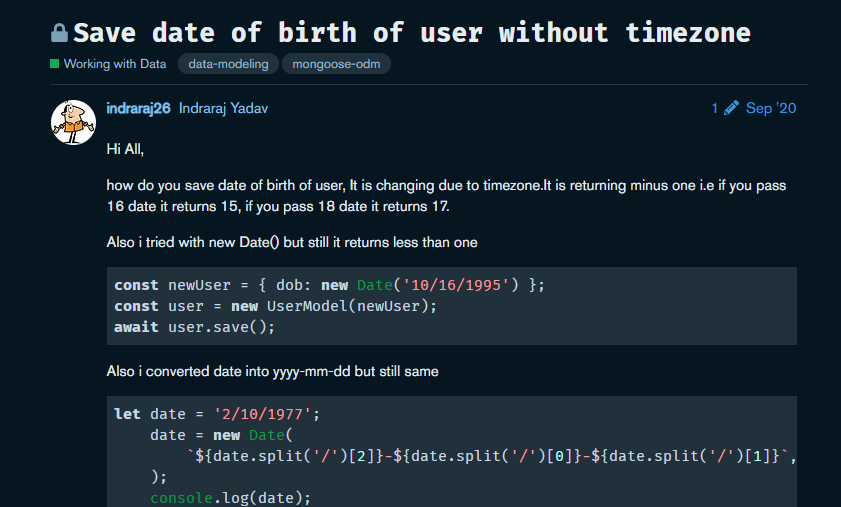 Save date of birth of user without timezone
Working with Data data-modeling mongoose-odm
indraraj26 Indraraj Yadav 1 Sep '20
Hi All,
how do you save date of birth of user, It is changing due to timezone.It is returning minus one i.e if you pass
16 date it returns 15, if you pass 18 date it returns 17.
Also i tried with new Date() but still it returns less than one
const newUser = { dob: new Date('10/16/1995') };
const user = new UserModel(newUser);
await user.save();
Also i converted date into yyyy-mm-dd but still same
let date = '2/10/1977';
    date = new Date(
        `${date.split('/')[2]}-${date.split('/')[0]}-${date.split('/')[1]}`,
    );
    console.log(date);